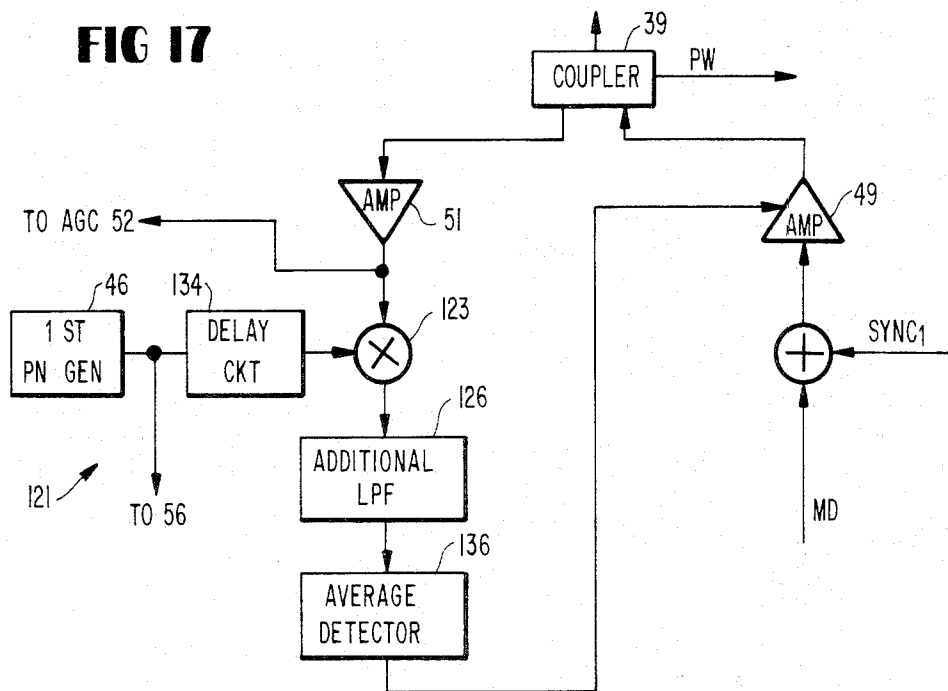 FIG 17
39
COUPLER
PW
AMP
51
49
AMP
TO AGC 52
46
134
123
1 ST
PN GEN
DELAY
CKT
SYNC1
126
ADDITIONAL
LPF
121
TO 56
MD
136
AVERAGE
DETECTOR